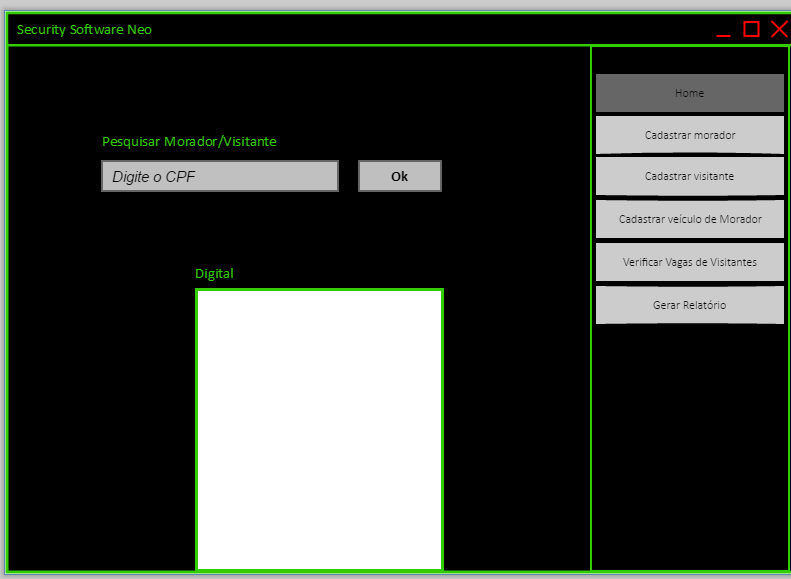 Security Software Neo
Pesquisar Morador/Visitante
Digite o CPF
Ok
Digital
Home
Cadastrar morador
Cadastrar visitante
Cadastrar veículo de Morador
Verificar Vagas de Visitantes
Gerar Relatório